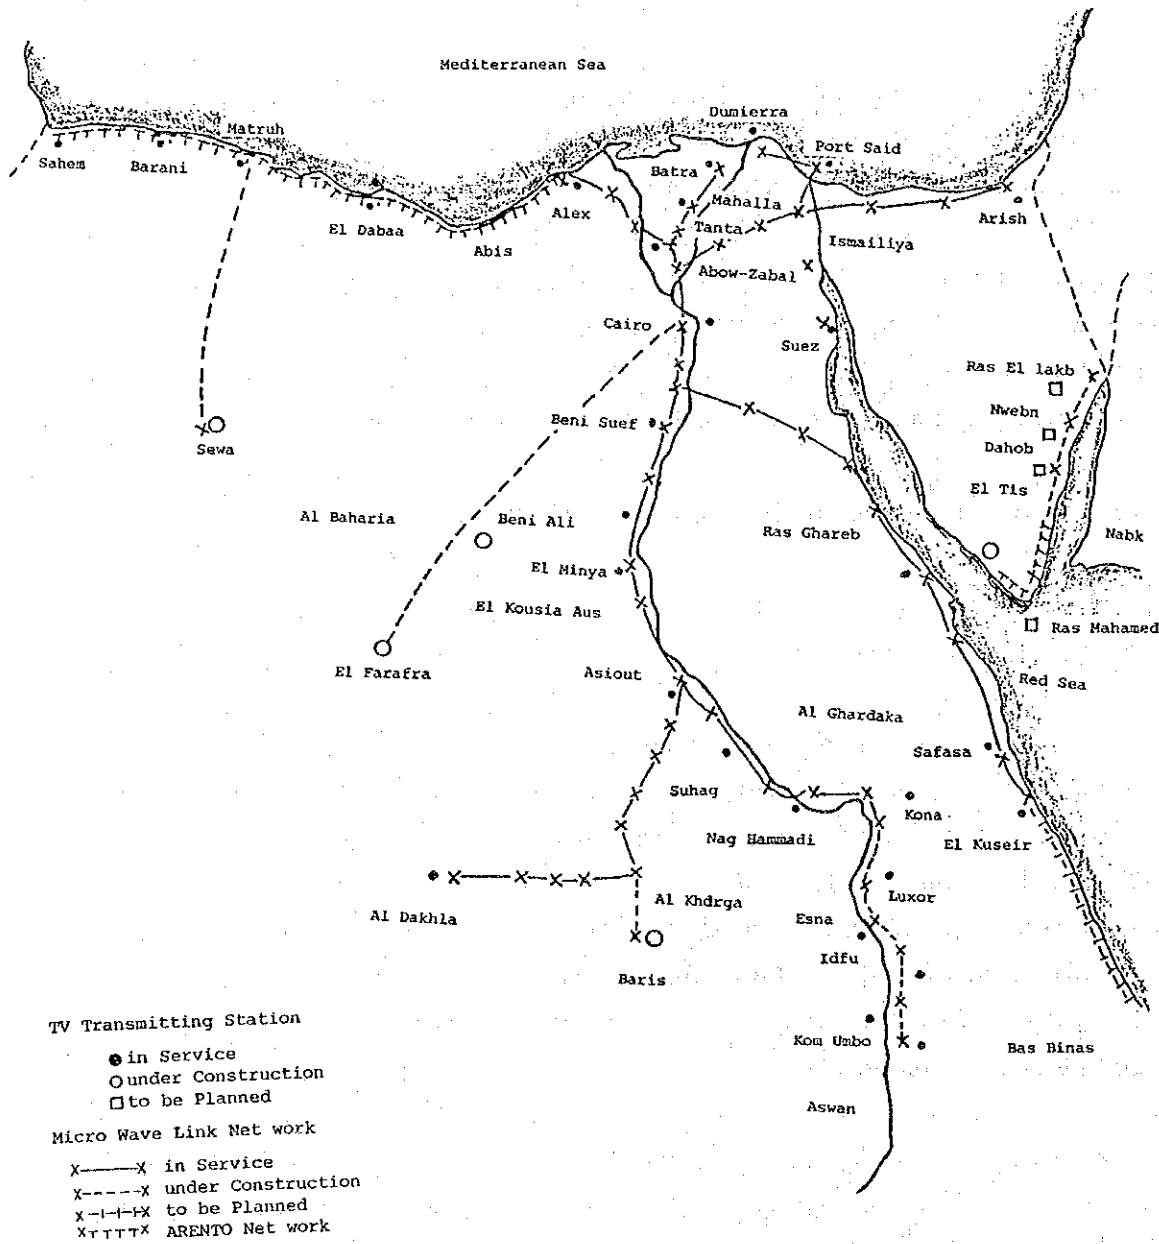 Mediterranean Sea
Dumierra
Matruh
Port Said
Sahem
Barani
Batra
Mahalla
Alex
Arish
El Dabaa
Tanta
Ismailiya
Abis
Abow-Zabal
Cairo
Suez
Ras El lakb
Nwebn
Beni Suef
Sewa
Dahob
El Tis
Al Baharia
Beni Ali
Ras Ghareb
Nabk
El Minya
El Kousia Aus
Ras Mahamed
El Farafra
Asiout
Red Sea
Al Ghardaka
Safasa
Suhag
Kona
Nag Hammadi
El Kuseir
Al Khdrga
Luxor
Al Dakhla
Esna
Idfu
Baris
TV Transmitting Station
in Service
under Construction
to be Planned
Kom Umbo
Bas Binas
Aswan
Micro Wave Link Net work
X———X in Service
X-----X under Construction
X-I-I-IX to be Planned
XTTTTTX ARENTO Net work